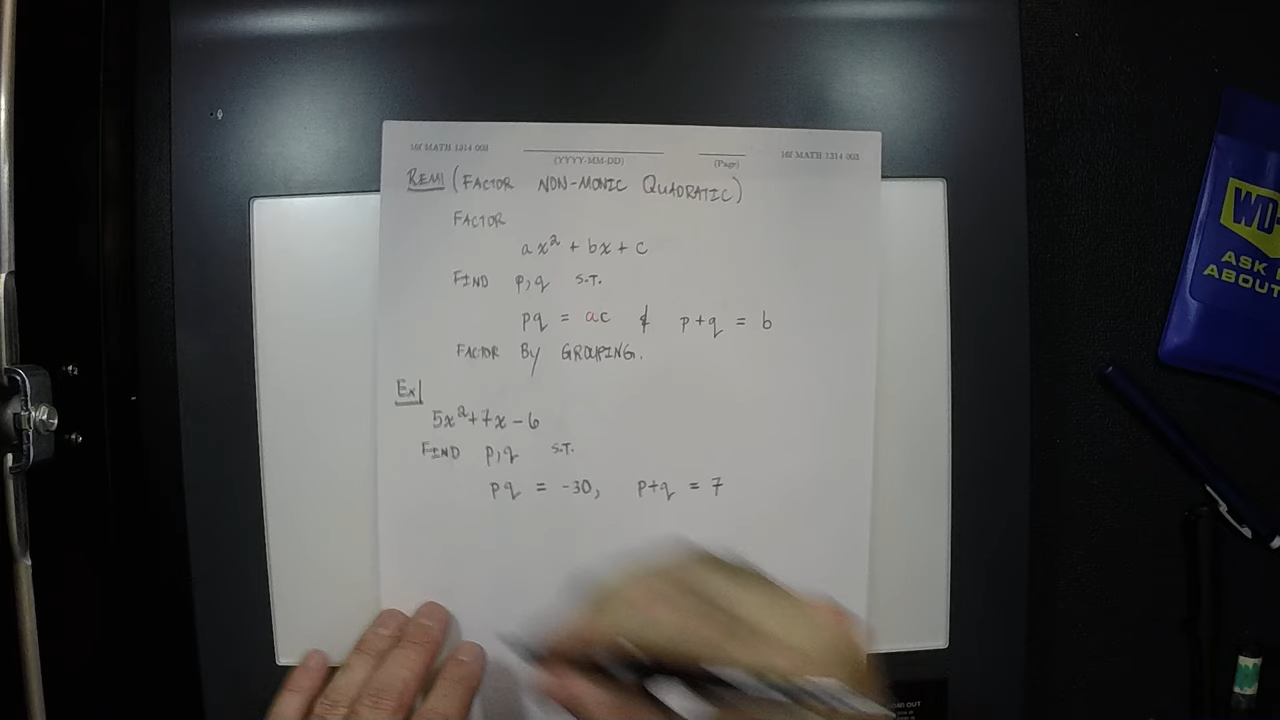 16f MATH 1314 003 (YYYY-MM-DD) (Page) 16f MATH 1314 003
REM (FACTOR NON-MONIC QUADRATIC)
FACTOR
ax² + bx + c
FIND p,q S.T.
pq = ac & p+q = b
FACTOR BY GROUPING.
Ex
5x²+7x-6
FIND p,q S.T.
pq = -30, p+q = 7
WD-
ASK
ABOUT
OUT